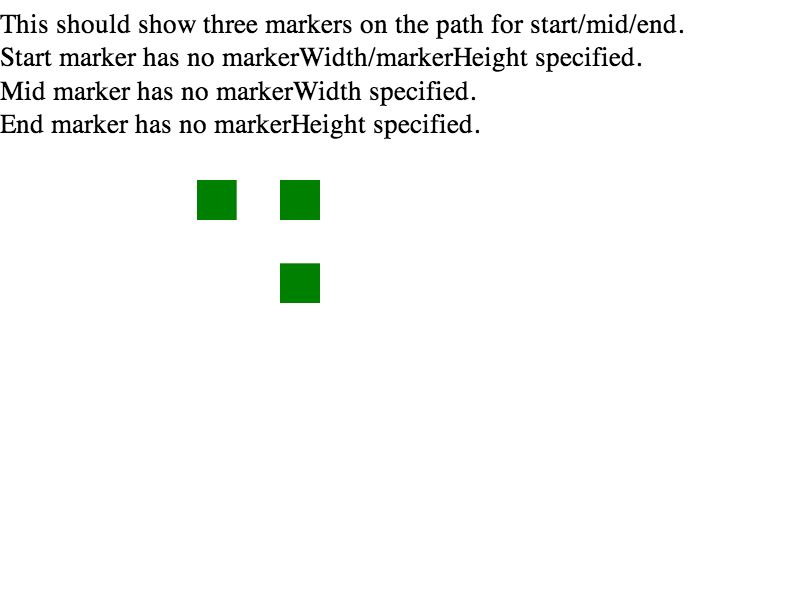 This should show three markers on the path for start/mid/end.
Start marker has no markerWidth/markerHeight specified.
Mid marker has no markerWidth specified.
End marker has no markerHeight specified.